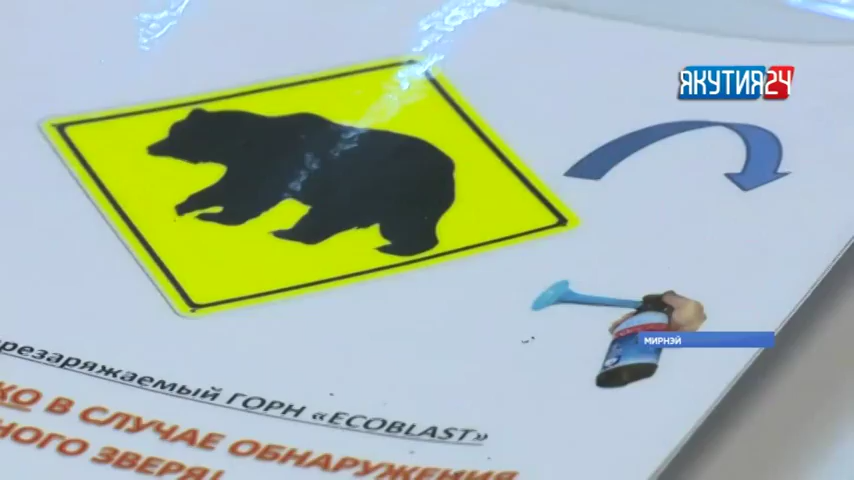 ЯКУТИЯ24
МИРНЭЙ
резаряжаемый ГОРН «ECOBLAST»
КО В СЛУЧАЕ ОБНАРУЖЕНИЯ
НОГО ЗВЕРЯ!